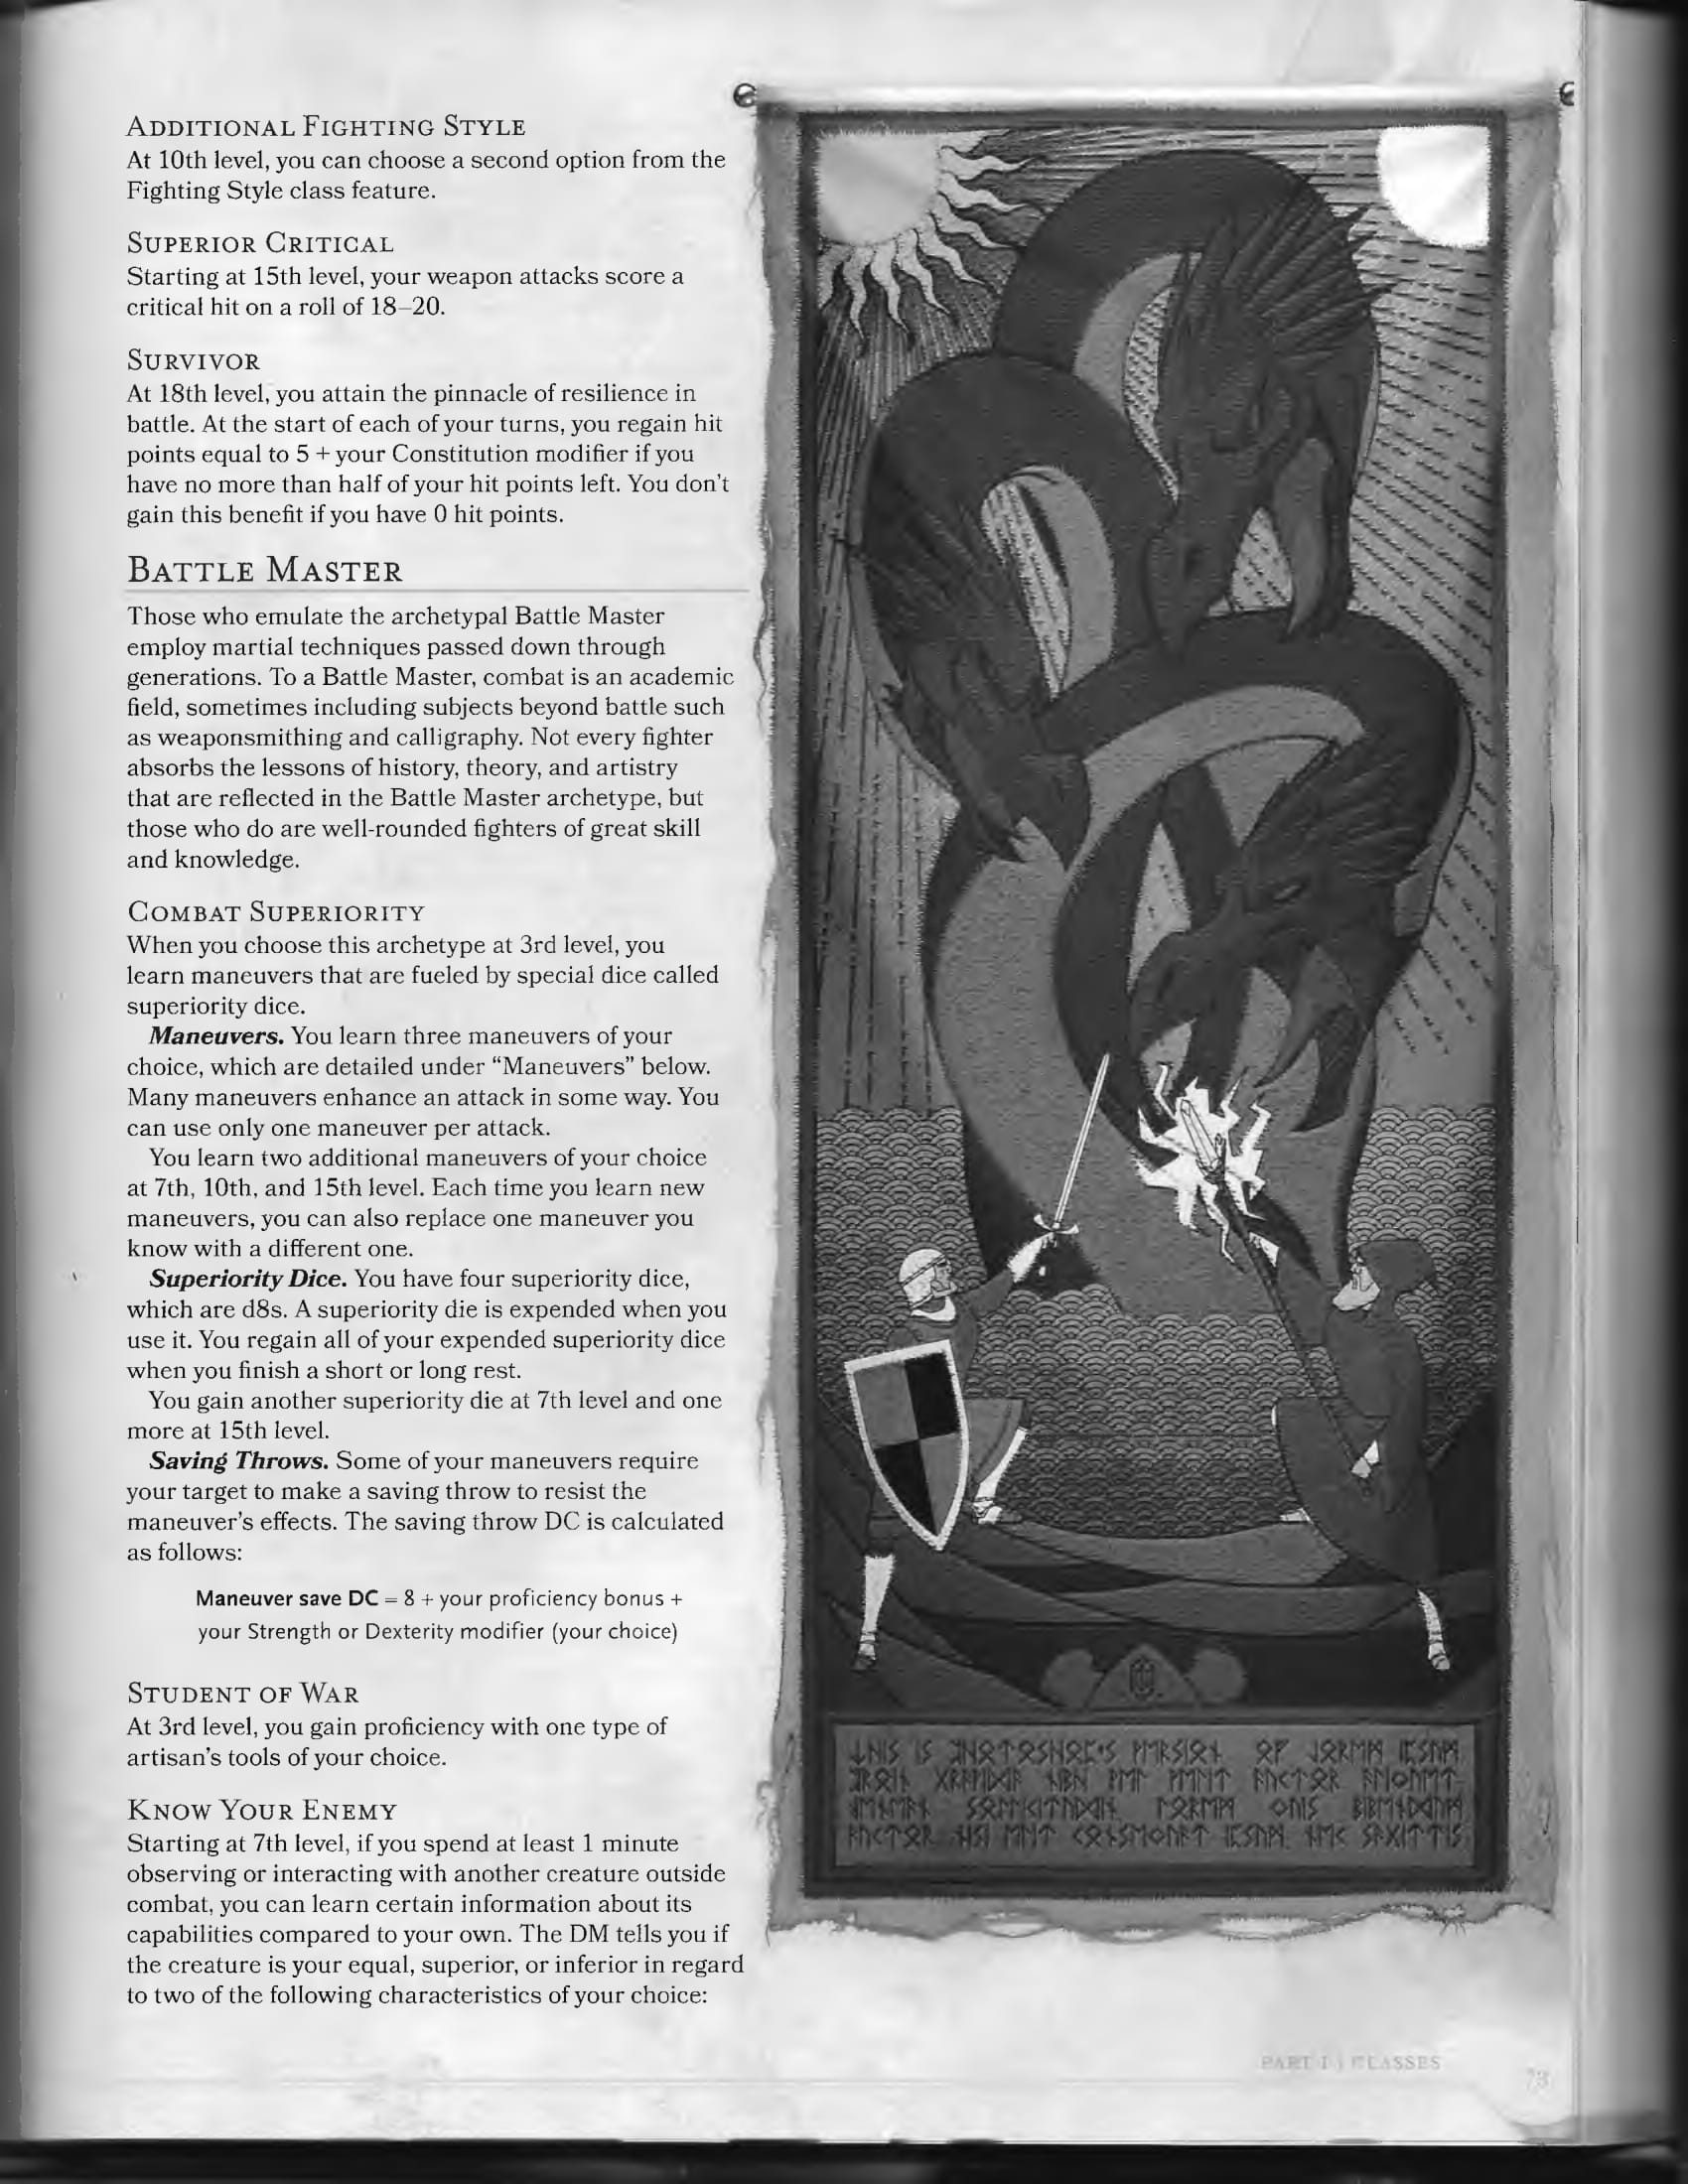 ADDITIONAL FIGHTING STYLE
At 10th level, you can choose a second option from the
Fighting Style class feature.
SUPERIOR CRITICAL
Starting at 15th level, your weapon attacks score a
critical hit on a roll of 18–20.
SURVIVOR
At 18th level, you attain the pinnacle of resilience in
battle. At the start of each of your turns, you regain hit
points equal to 5 + your Constitution modifier if you
have no more than half of your hit points left. You don't
gain this benefit if you have 0 hit points.
BATTLE MASTER
Those who emulate the archetypal Battle Master
employ martial techniques passed down through
generations. To a Battle Master, combat is an academic
field, sometimes including subjects beyond battle such
as weaponsmithing and calligraphy. Not every fighter
absorbs the lessons of history, theory, and artistry
that are reflected in the Battle Master archetype, but
those who do are well-rounded fighters of great skill
and knowledge.
COMBAT SUPERIORITY
When you choose this archetype at 3rd level, you
learn maneuvers that are fueled by special dice called
superiority dice.
Maneuvers. You learn three maneuvers of your
choice, which are detailed under “Maneuvers” below.
Many maneuvers enhance an attack in some way. You
can use only one maneuver per attack.
You learn two additional maneuvers of your choice
at 7th, 10th, and 15th level. Each time you learn new
maneuvers, you can also replace one maneuver you
know with a different one.
Superiority Dice. You have four superiority dice,
which are d8s. A superiority die is expended when you
use it. You regain all of your expended superiority dice
when you finish a short or long rest.
You gain another superiority die at 7th level and one
more at 15th level.
Saving Throws. Some of your maneuvers require
your target to make a saving throw to resist the
maneuver's effects. The saving throw DC is calculated
as follows:
Maneuver save DC = 8 + your proficiency bonus +
your Strength or Dexterity modifier (your choice)
STUDENT OF WAR
At 3rd level, you gain proficiency with one type of
artisan's tools of your choice.
KNOW YOUR ENEMY
Starting at 7th level, if you spend at least 1 minute
observing or interacting with another creature outside
combat, you can learn certain information about its
capabilities compared to your own. The DM tells you if
the creature is your equal, superior, or inferior in regard
to two of the following characteristics of your choice:
PART 1 | CLASSES
73